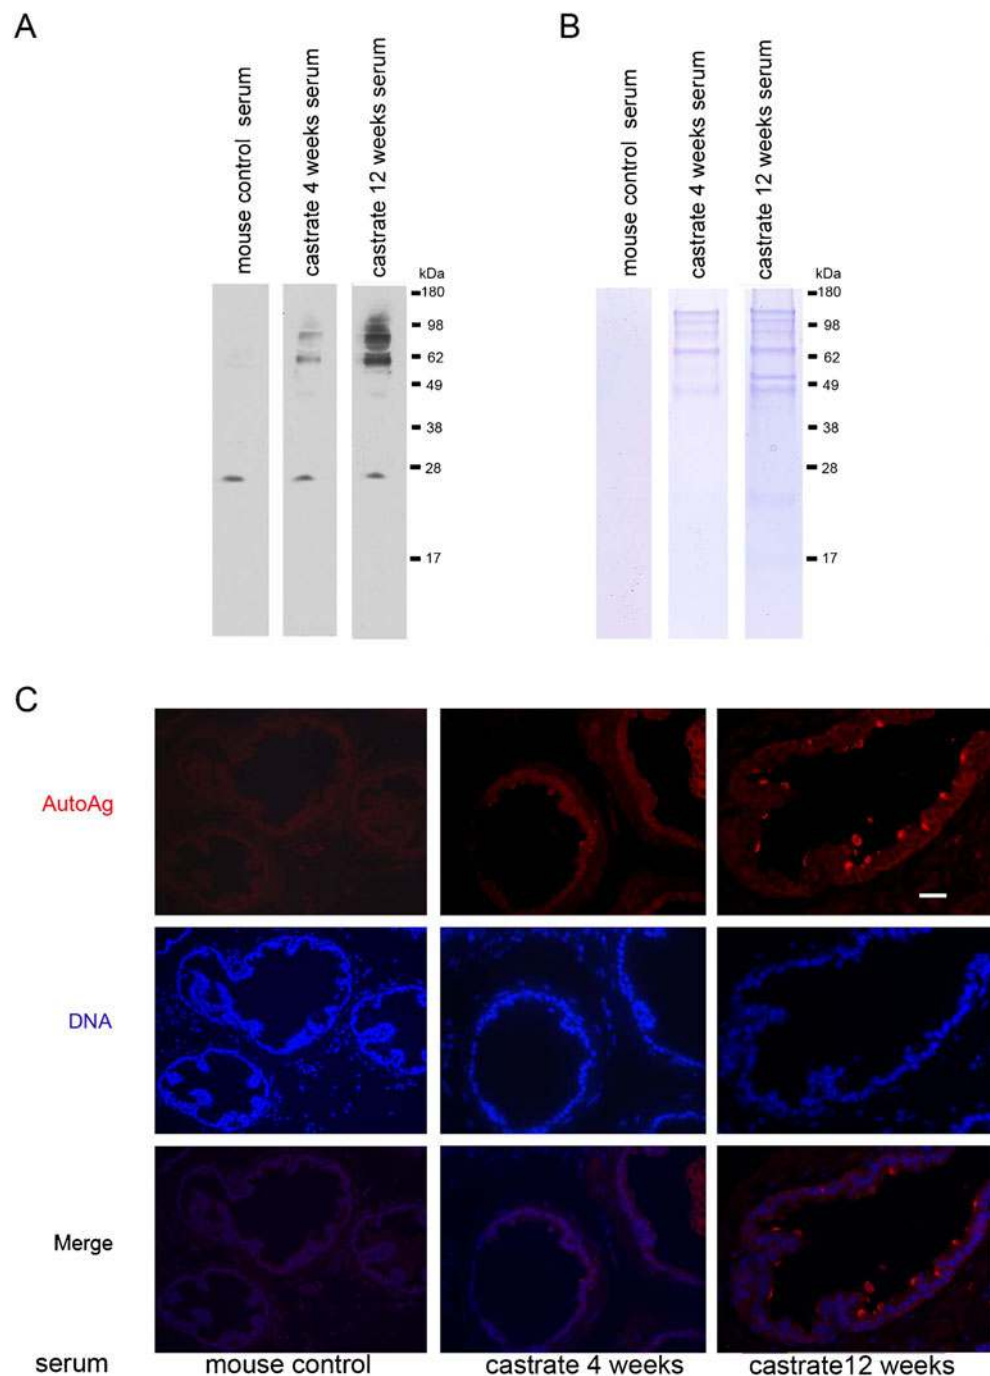 A
B
mouse control serum
castrate 4 weeks serum
castrate 12 weeks serum
kDa
180
98
62
49
38
28
17
mouse control serum
castrate 4 weeks serum
castrate 12 weeks serum
kDa
180
98
62
49
38
28
17
C
AutoAg
DNA
Merge
serum
mouse control
castrate 4 weeks
castrate12 weeks